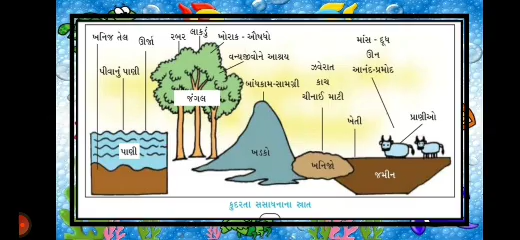 ખનિજ તેલ
ઊર્જા
રબર
લાકડું
ખોરાક - ઔષધો
માંસ - દૂધ
ઊન
આનંદ-પ્રમોદ
વન્યજીવોને આશ્રય
પીવાનું પાણી
ઝવેરાત
કાચ
ચીનાઈ માટી
બાંધકામ-સામગ્રી
જંગલ
ખેતી
પ્રાણીઓ
પાણી
ખડકો
ખનિજો
જમીન
કુદરતી સંસાધનના સ્ત્રોત